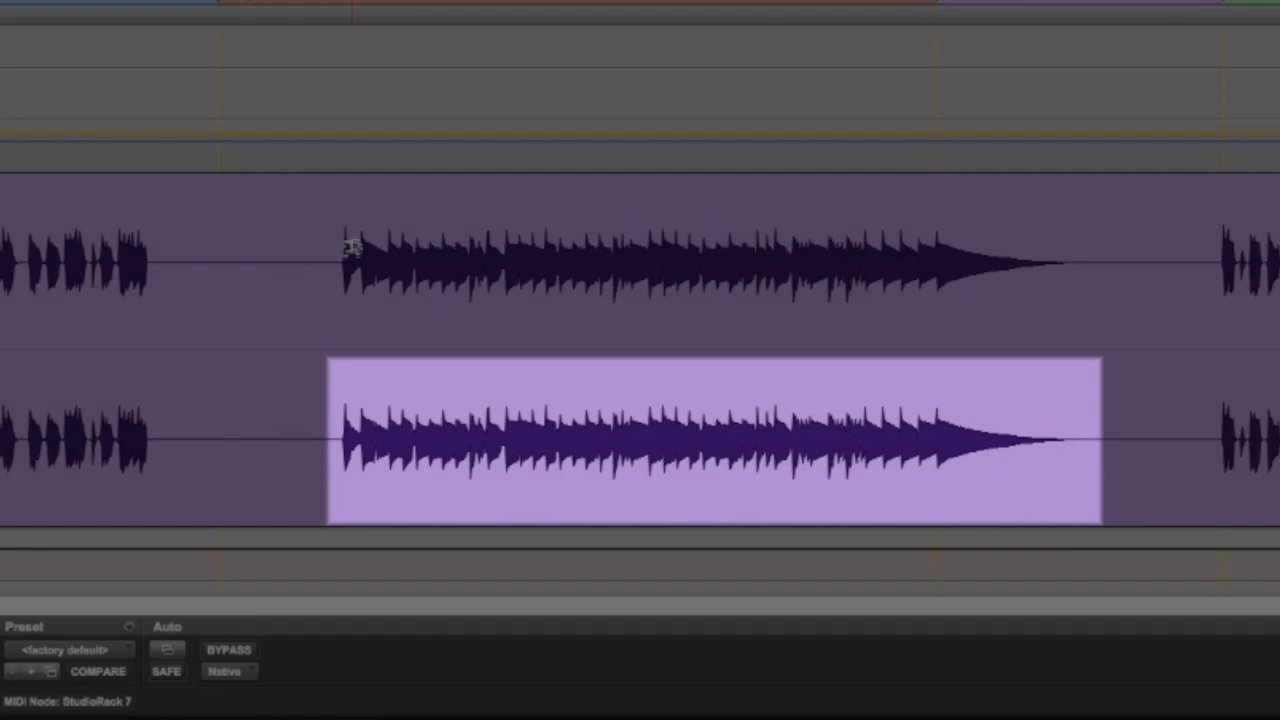 Preset Auto
<factory default> BYPASS
- + COMPARE SAFE Native
MIDI Node: StudioRack 7